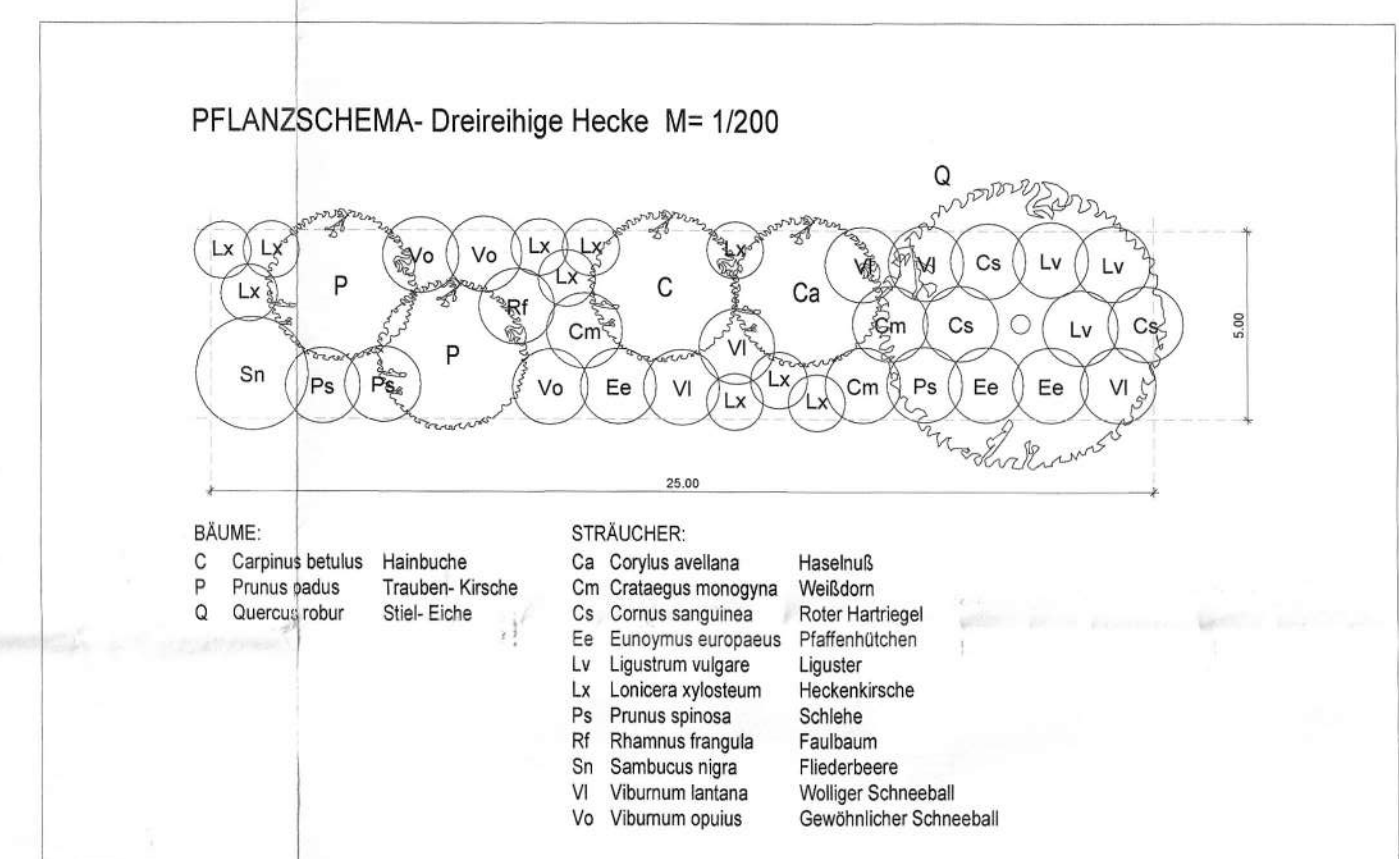 PFLANZSCHEMA- Dreireihige Hecke M= 1/200
Q
Lx Lx Vo Vo Lx Lx Lx Vl Vl Cs Lv Lv
Lx P Rf Lx C Ca
Cm Cm Cs Lv Cs
P Vl
Sn Ps Ps Vo Ee Vl Lx Lx Lx Cm Ps Ee Ee Vl
5.00
25.00
BÄUME:
C Carpinus betulus Hainbuche
P Prunus padus Trauben- Kirsche
Q Quercus robur Stiel- Eiche
STRÄUCHER:
Ca Corylus avellana Haselnuß
Cm Crataegus monogyna Weißdorn
Cs Cornus sanguinea Roter Hartriegel
Ee Eunoymus europaeus Pfaffenhütchen
Lv Ligustrum vulgare Liguster
Lx Lonicera xylosteum Heckenkirsche
Ps Prunus spinosa Schlehe
Rf Rhamnus frangula Faulbaum
Sn Sambucus nigra Fliederbeere
Vl Viburnum lantana Wolliger Schneeball
Vo Viburnum opuius Gewöhnlicher Schneeball